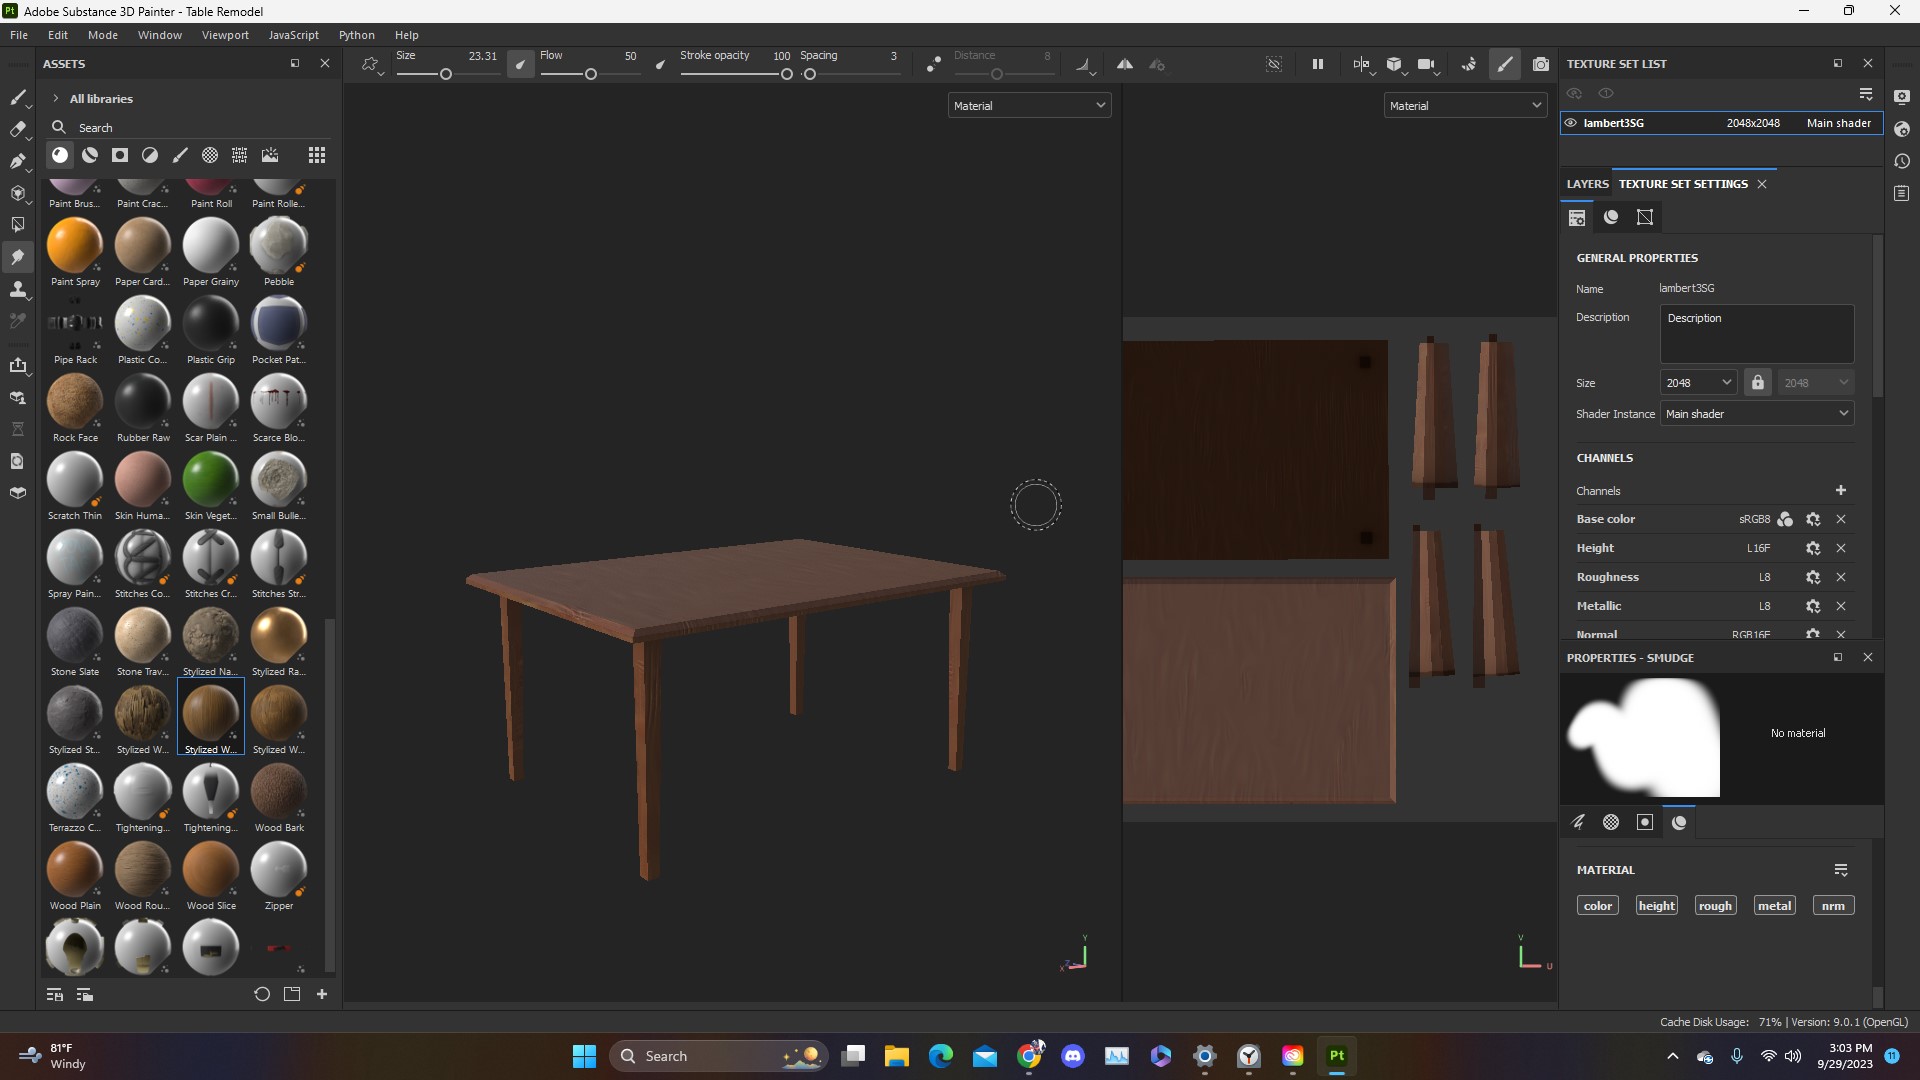 Pt Adobe Substance 3D Painter - Table Remodel
File Edit Mode Window Viewport JavaScript Python Help
ASSETS
Size 23.31 Flow 50 Stroke opacity 100 Spacing 3 Distance 8
All libraries
Search
Material
Material
Paint Brus... Paint Crac... Paint Roll Paint Rolle...
Paint Spray Paper Card... Paper Grainy Pebble
Pipe Rack Plastic Co... Plastic Grip Pocket Pat...
Rock Face Rubber Raw Scar Plain ... Scarce Blo...
Scratch Thin Skin Huma... Skin Veget... Small Bulle...
Spray Pain... Stitches Co... Stitches Cr... Stitches Str...
Stone Slate Stone Trav... Stylized Na... Stylized Ra...
Stylized St... Stylized W... Stylized W... Stylized W...
Terrazzo C... Tightening... Tightening... Wood Bark
Wood Plain Wood Rou... Wood Slice Zipper
Y
Z
X
V
U
TEXTURE SET LIST
lambert3SG 2048x2048 Main shader
LAYERS TEXTURE SET SETTINGS
GENERAL PROPERTIES
Name lambert3SG
Description Description
Size 2048 2048
Shader Instance Main shader
CHANNELS
Channels
Base color sRGB8
Height L16F
Roughness L8
Metallic L8
Normal RGB16F
PROPERTIES - SMUDGE
No material
MATERIAL
color height rough metal nrm
Cache Disk Usage: 71% | Version: 9.0.1 (OpenGL)
81°F
Windy
Search
Pt
3:03 PM
9/29/2023
11